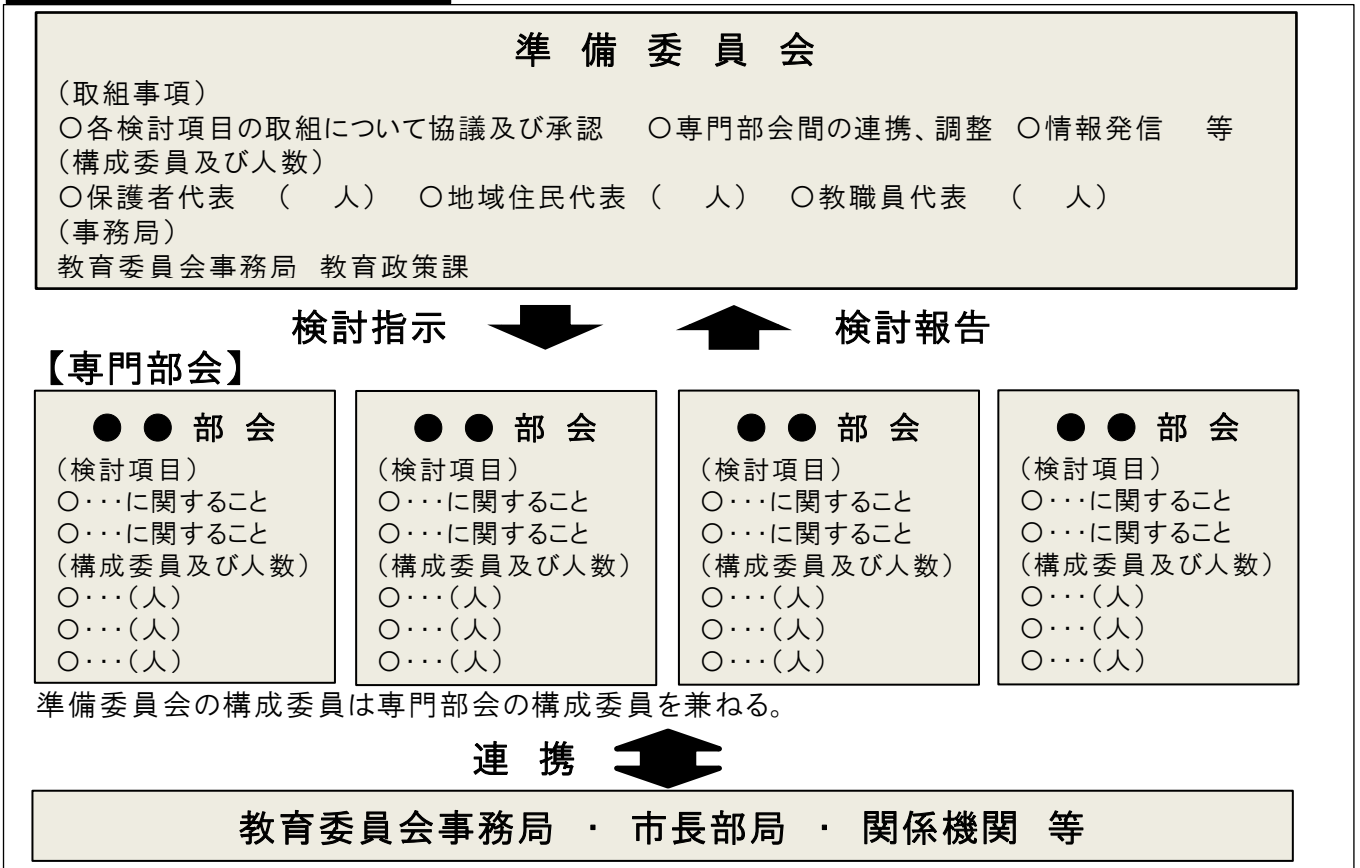 準備委員会
（取組事項）
○各検討項目の取組について協議及び承認　○専門部会間の連携、調整　○情報発信　等
（構成委員及び人数）
○保護者代表　（　人）　○地域住民代表（　人）　○教職員代表　（　人）
（事務局）
教育委員会事務局　教育政策課
検討指示
検討報告
【専門部会】
●●部会
（検討項目）
○・・・に関すること
○・・・に関すること
（構成委員及び人数）
○・・・（人）
○・・・（人）
○・・・（人）
●●部会
（検討項目）
○・・・に関すること
○・・・に関すること
（構成委員及び人数）
○・・・（人）
○・・・（人）
○・・・（人）
●●部会
（検討項目）
○・・・に関すること
○・・・に関すること
（構成委員及び人数）
○・・・（人）
○・・・（人）
○・・・（人）
●●部会
（検討項目）
○・・・に関すること
○・・・に関すること
（構成委員及び人数）
○・・・（人）
○・・・（人）
○・・・（人）
準備委員会の構成委員は専門部会の構成委員を兼ねる。
連携
教育委員会事務局　・　市長部局　・　関係機関　等